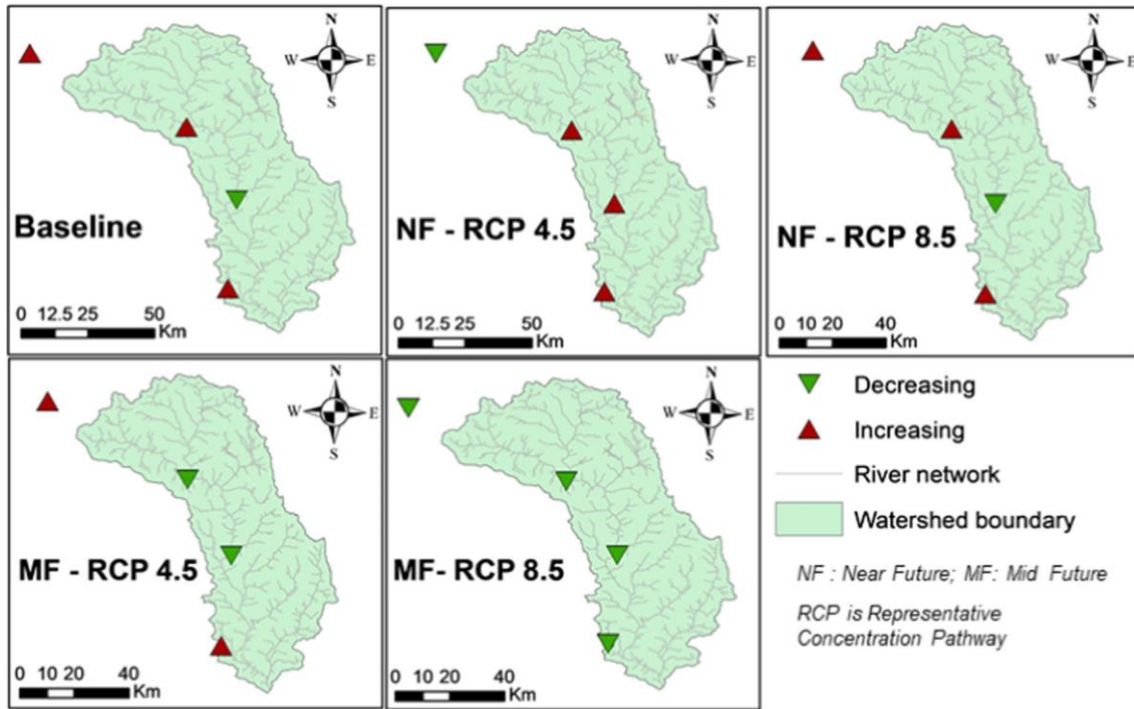 N
W E
S
Baseline
0 12.5 25 50
Km
N
W E
S
NF - RCP 4.5
0 12.5 25 50
Km
N
W E
S
NF - RCP 8.5
0 10 20 40
Km
N
W E
S
MF - RCP 4.5
0 10 20 40
Km
N
W E
S
MF- RCP 8.5
0 10 20 40
Km
Decreasing
Increasing
River network
Watershed boundary
NF : Near Future; MF: Mid Future
RCP is Representative
Concentration Pathway